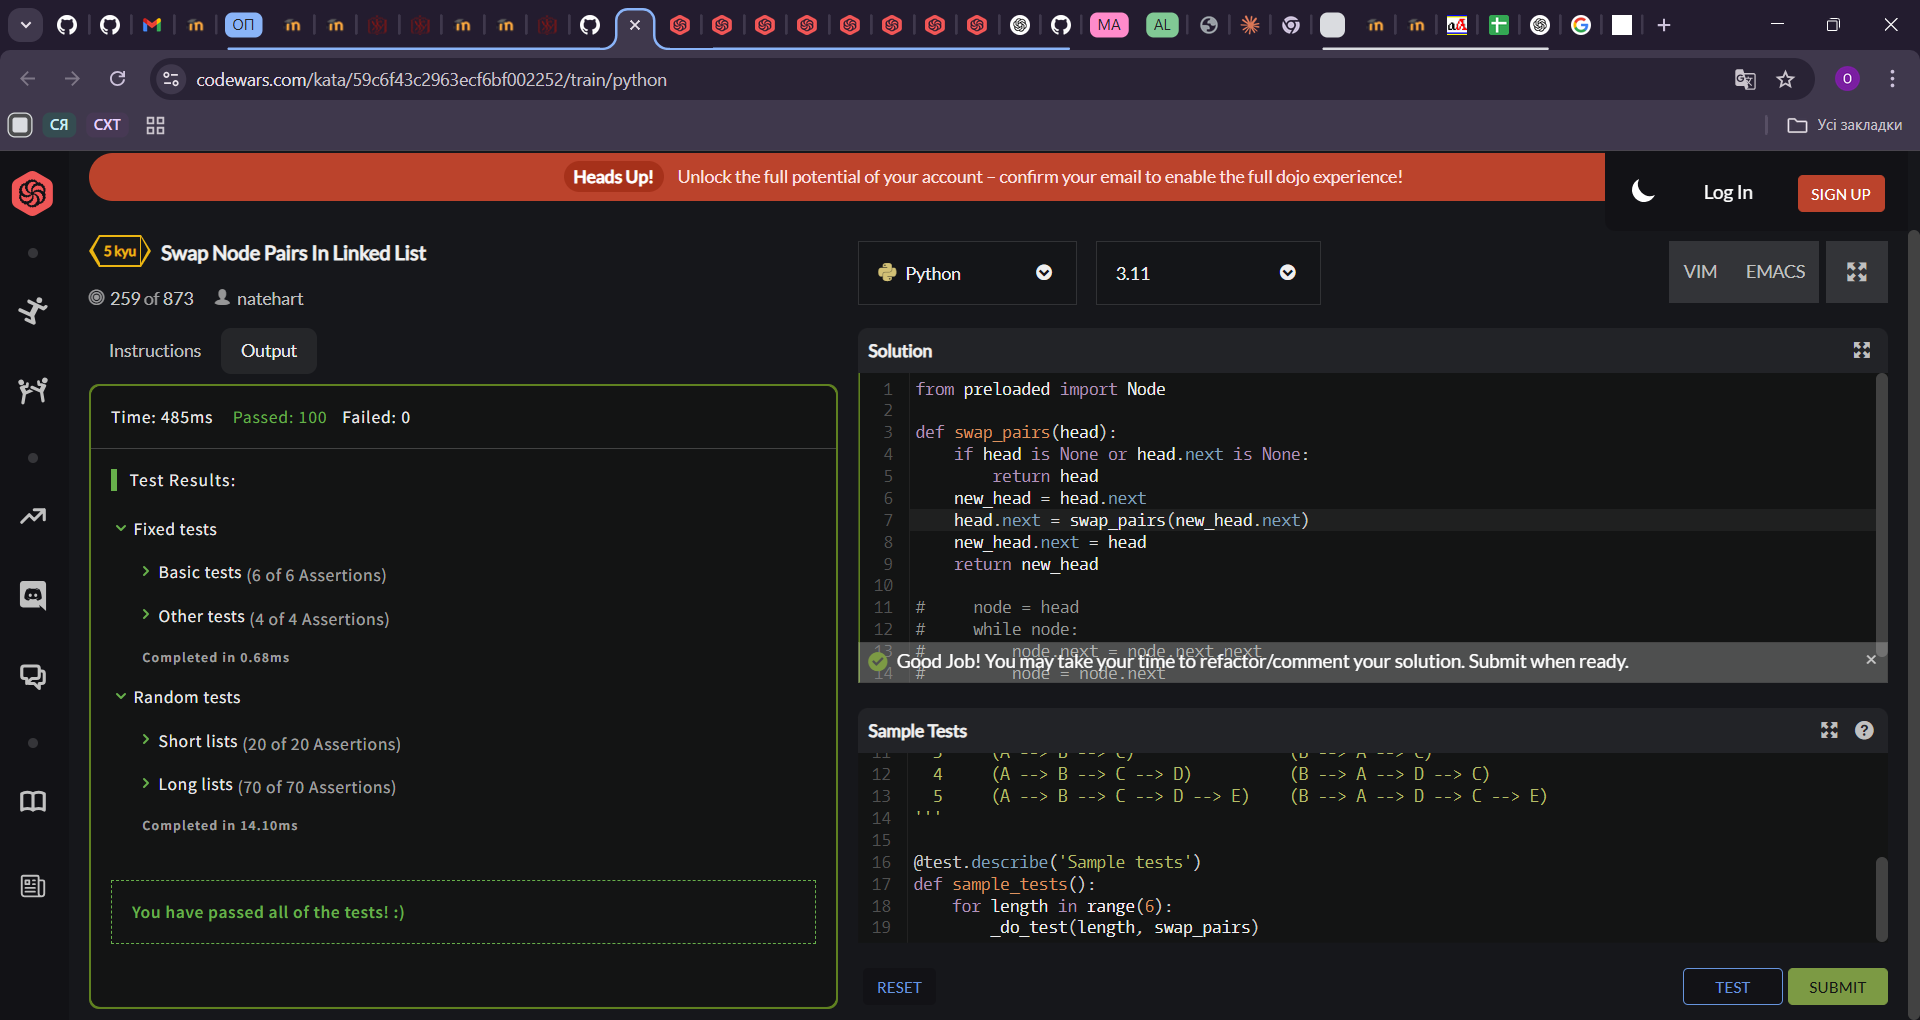 ОП
MA
AL
codewars.com/kata/59c6f43c2963ecf6bf002252/train/python
O
СЯ
СХТ
Усі закладки
Heads Up! Unlock the full potential of your account – confirm your email to enable the full dojo experience!
Log In
SIGN UP
5 kyu
Swap Node Pairs In Linked List
259 of 873 natehart
Python
3.11
VIM EMACS
Instructions
Output
Time: 485ms Passed: 100 Failed: 0
Test Results:
Fixed tests
Basic tests (6 of 6 Assertions)
Other tests (4 of 4 Assertions)
Completed in 0.68ms
Random tests
Short lists (20 of 20 Assertions)
Long lists (70 of 70 Assertions)
Completed in 14.10ms
You have passed all of the tests! :)
Solution
1 from preloaded import Node
2
3 def swap_pairs(head):
4 if head is None or head.next is None:
5 return head
6 new_head = head.next
7 head.next = swap_pairs(new_head.next)
8 new_head.next = head
9 return new_head
10
11 # node = head
12 # while node:
13 # node.next = node.next.next
14 # node = node.next
Good Job! You may take your time to refactor/comment your solution. Submit when ready.
Sample Tests
11 3 (A --> B --> C) (B --> A --> C)
12 4 (A --> B --> C --> D) (B --> A --> D --> C)
13 5 (A --> B --> C --> D --> E) (B --> A --> D --> C --> E)
14 '''
15
16 @test.describe('Sample tests')
17 def sample_tests():
18 for length in range(6):
19 _do_test(length, swap_pairs)
RESET
TEST
SUBMIT